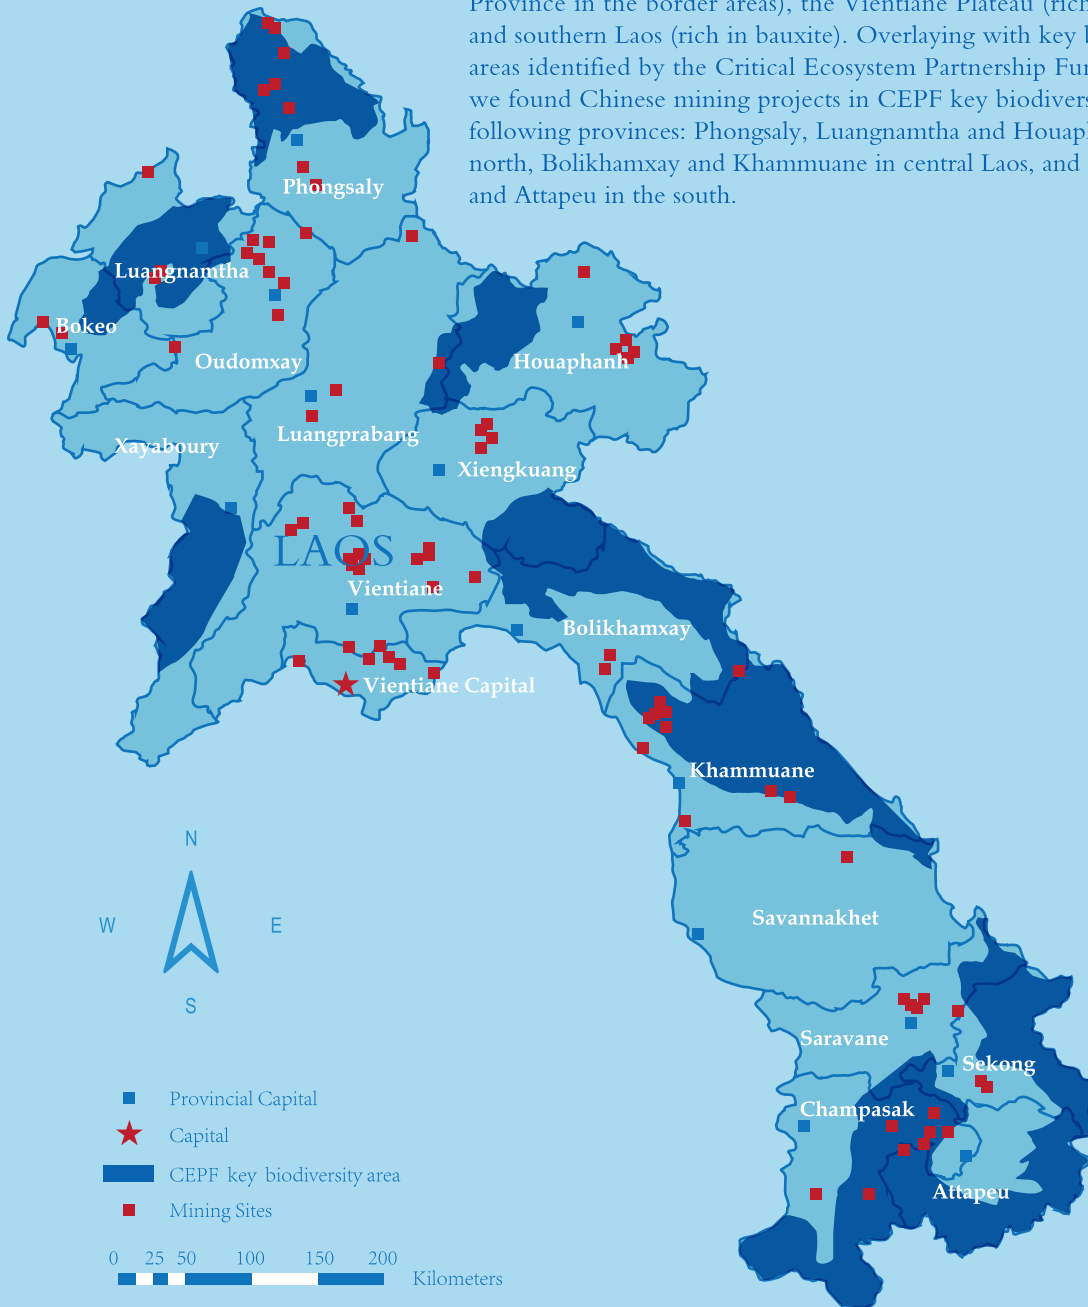 Province in the border areas), the Vientiane Plateau (rich
and southern Laos (rich in bauxite). Overlaying with key
areas identified by the Critical Ecosystem Partnership
we found Chinese mining projects in CEPF key
following provinces: Phongsaly, Luangnamtha and
north, Bolikhamxay and Khammuane in central Laos, and
and Attapeu in the south.
Phongsaly
Luangnamtha
Bokeo
Oudomxay
Houaphanh
Luangprabang
Xayaboury
Xiengkuang
LAOS
Vientiane
Bolikhamxay
Vientiane Capital
Khammuane
N
W E
S
Savannakhet
Saravane
Sekong
Champasak
Attapeu
Provincial Capital
Capital
CEPF key biodiversity area
Mining Sites
0 25 50 100 150 200
Kilometers